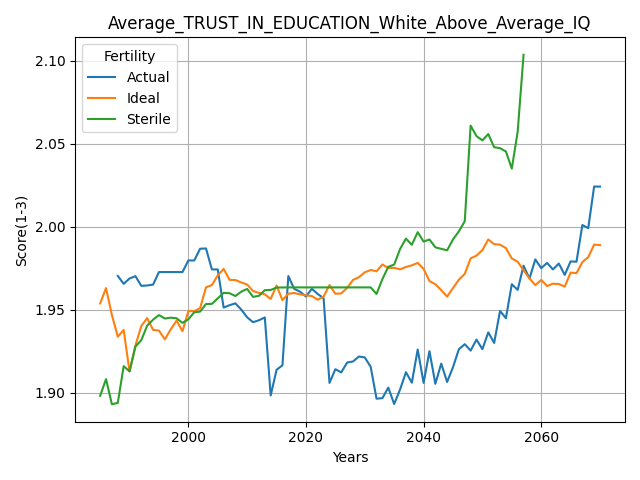 Average_TRUST_IN_EDUCATION_White_Above_Average_IQ
2.10
2.05
2.00
1.95
1.90
Score(1-3)
Fertility
Actual
Ideal
Sterile
2000 2020 2040 2060
Years